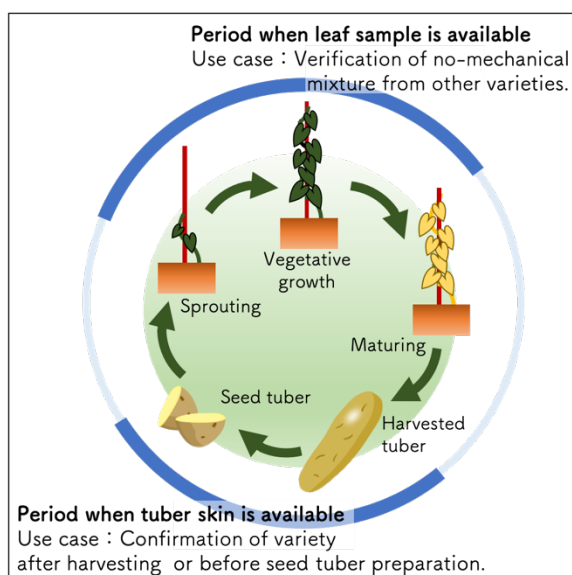 Period when leaf sample is available
Use case：Verification of no-mechanical
mixture from other varieties.
Vegetative
growth
Sprouting
Maturing
Seed tuber
Harvested
tuber
Period when tuber skin is available
Use case：Confirmation of variety
after harvesting or before seed tuber preparation.